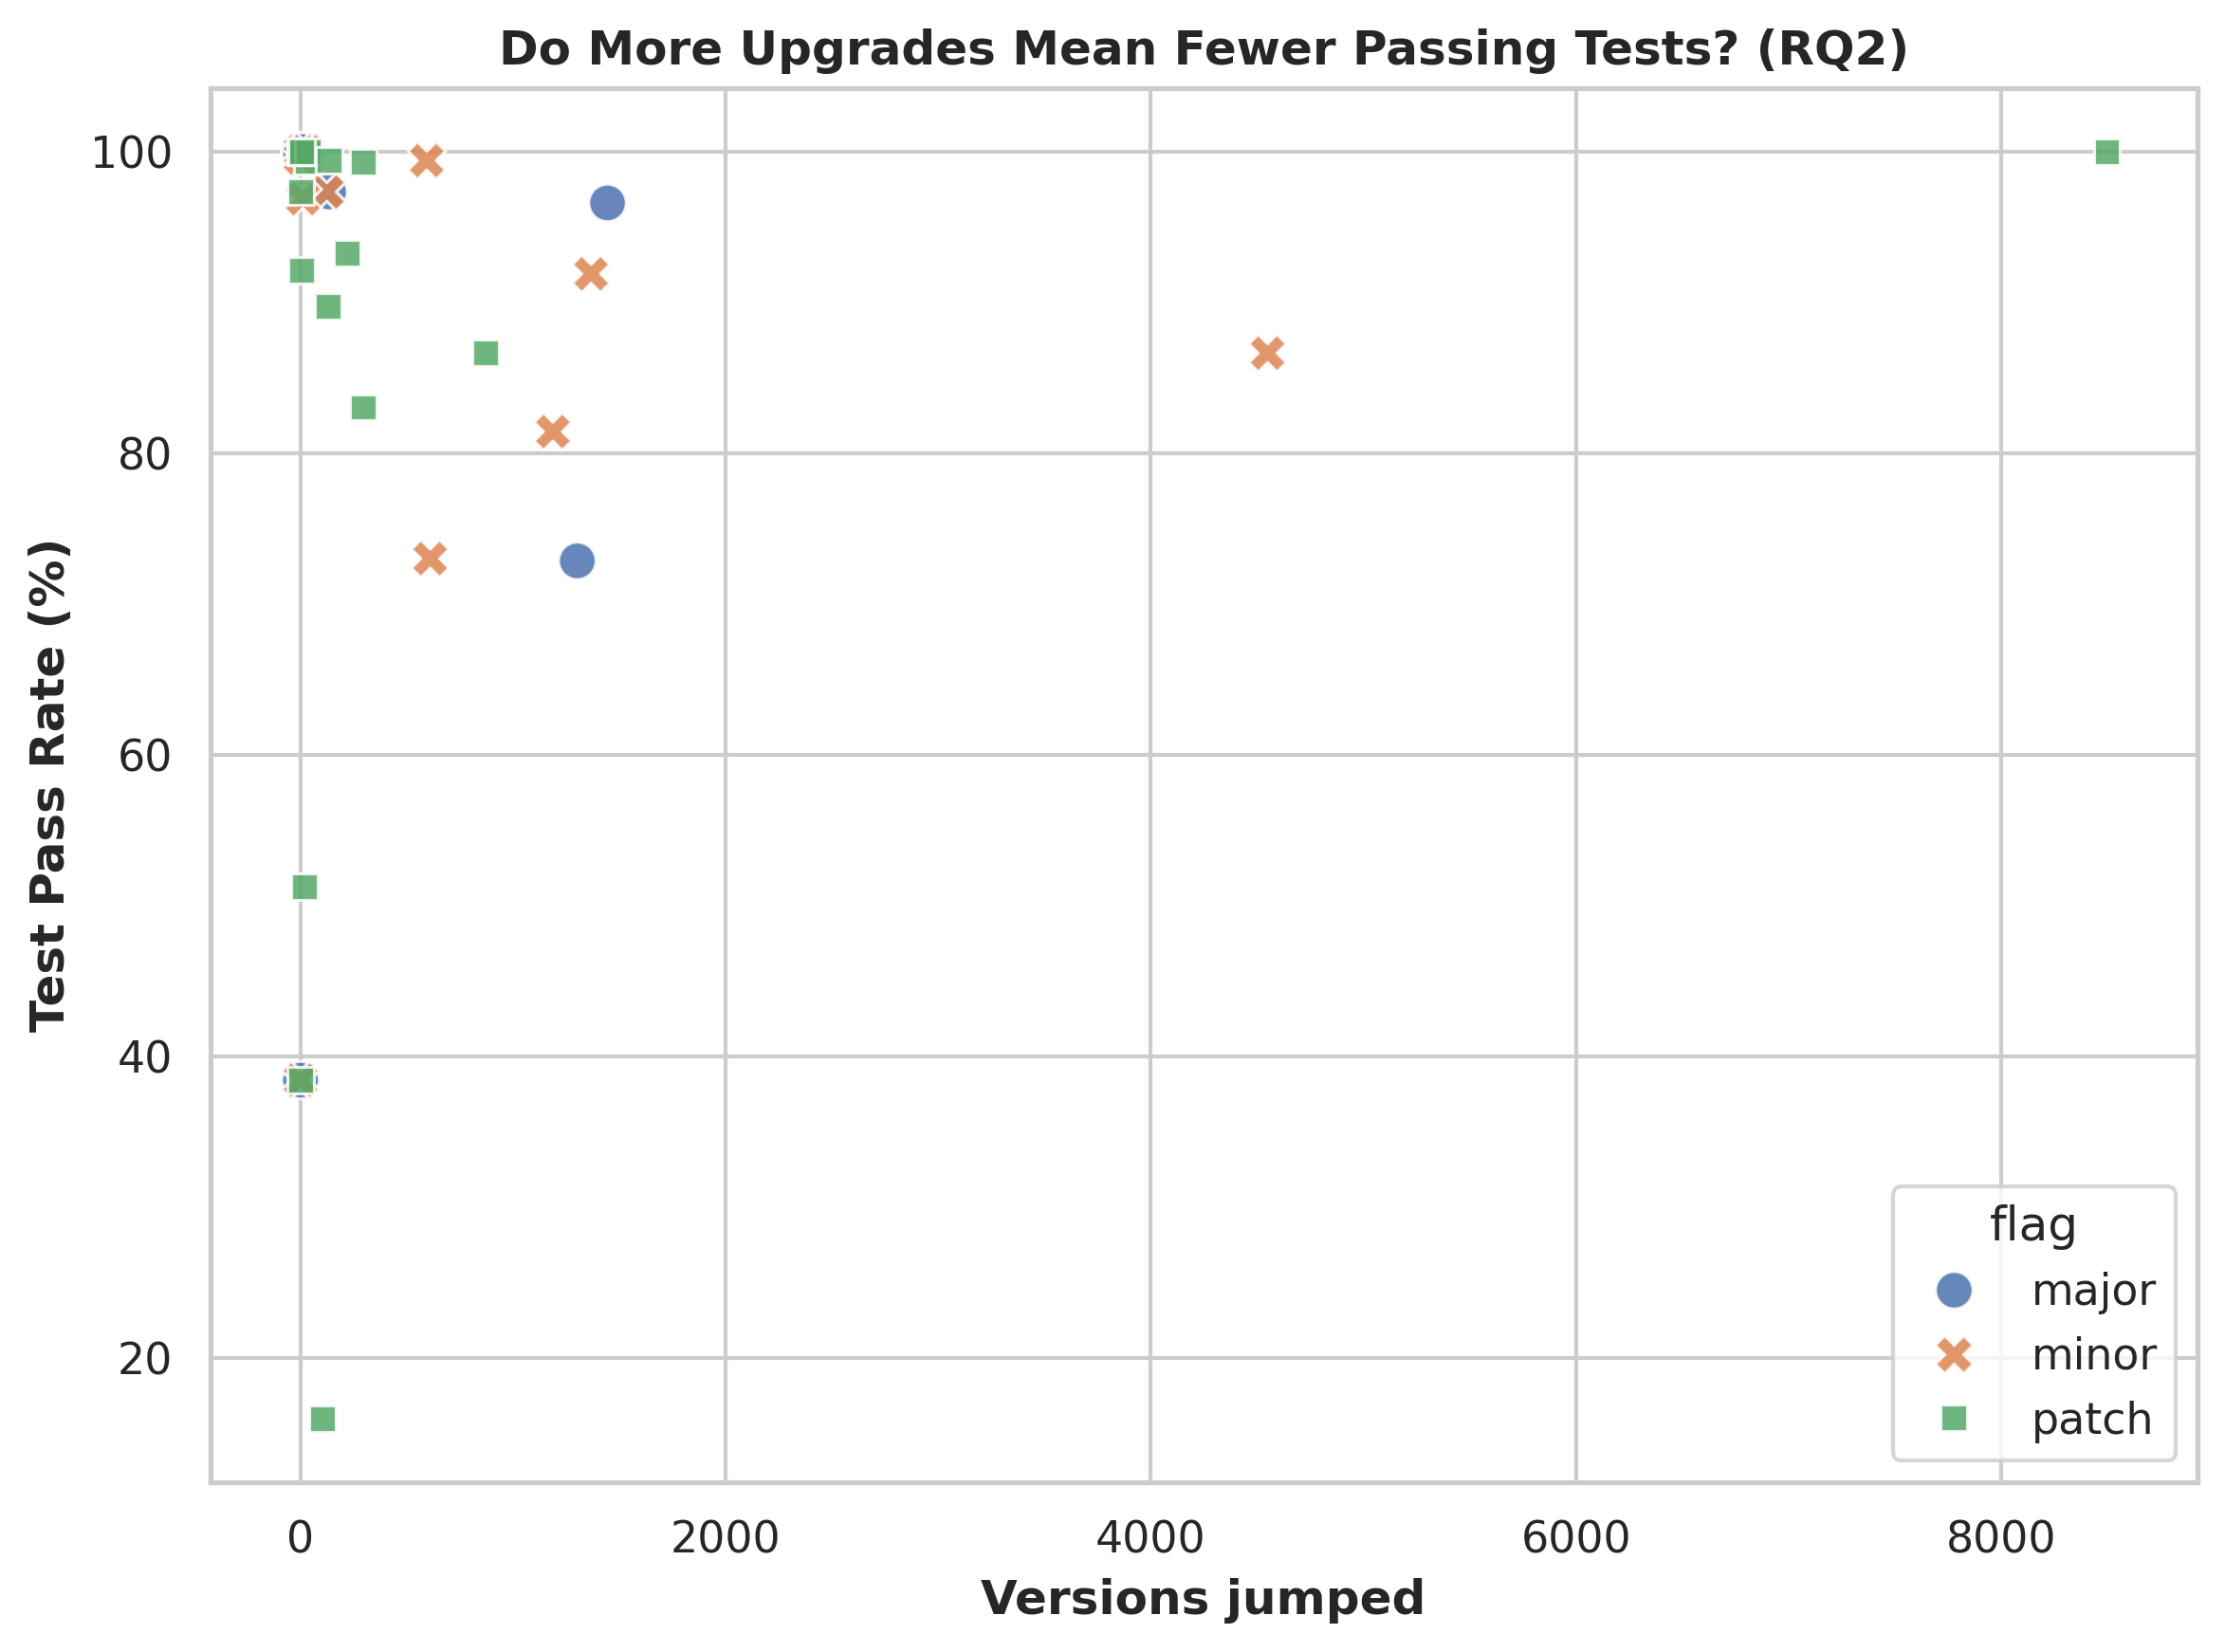 Do More Upgrades Mean Fewer Passing Tests? (RQ2)
100
80
60
40
20
Test Pass Rate (%)
0
2000
4000
6000
8000
Versions jumped
flag
major
minor
patch